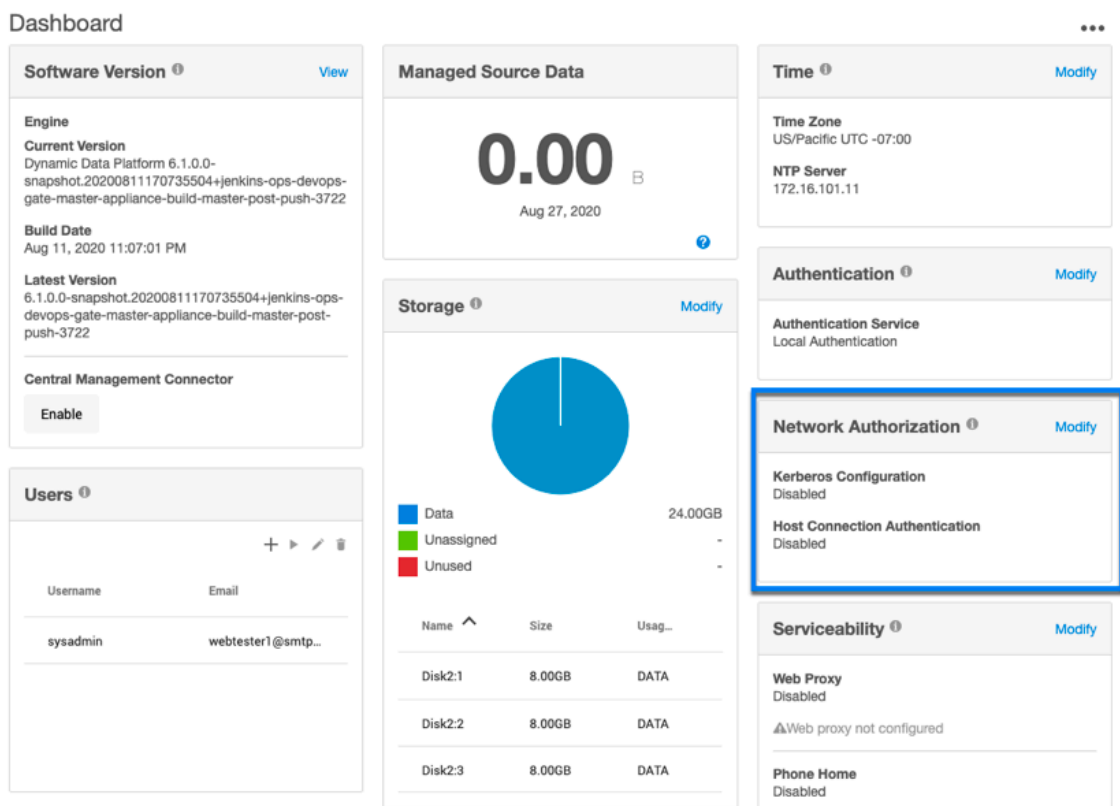 Dashboard
Software Version
View
Engine
Current Version
Dynamic Data Platform 6.1.0.0-
snapshot.20200811170735504+jenkins-ops-devops-
gate-master-appliance-build-master-post-push-3722
Build Date
Aug 11, 2020 11:07:01 PM
Latest Version
6.1.0.0-snapshot.20200811170735504+jenkins-ops-
devops-gate-master-appliance-build-master-post-
push-3722
Central Management Connector
Enable
Users
Username Email
sysadmin webtester1@smtp...
Managed Source Data
0.00 B
Aug 27, 2020
Storage
Modify
Data 24.00GB
Unassigned -
Unused -
Name Size Usag...
Disk2:1 8.00GB DATA
Disk2:2 8.00GB DATA
Disk2:3 8.00GB DATA
Time
Modify
Time Zone
US/Pacific UTC -07:00
NTP Server
172.16.101.11
Authentication
Modify
Authentication Service
Local Authentication
Network Authorization
Modify
Kerberos Configuration
Disabled
Host Connection Authentication
Disabled
Serviceability
Modify
Web Proxy
Disabled
Web proxy not configured
Phone Home
Disabled